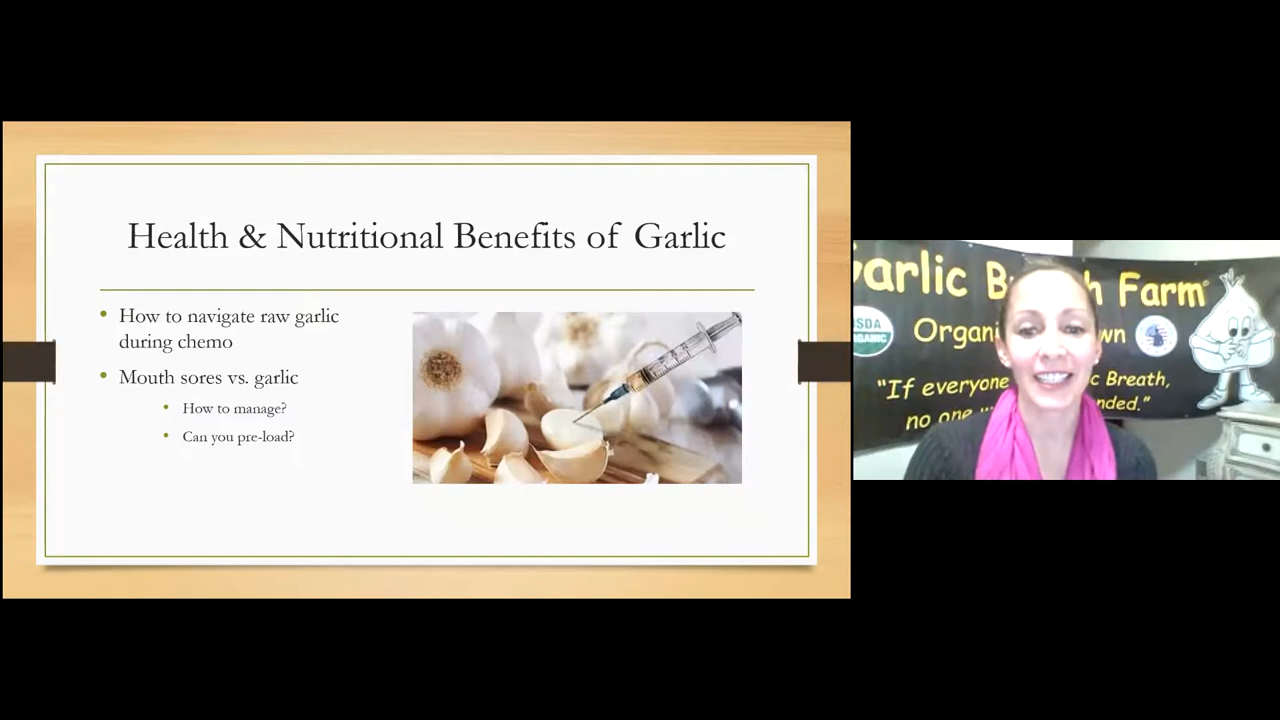 Health & Nutritional Benefits of Garlic
How to navigate raw garlic
during chemo
Mouth sores vs. garlic
How to manage?
Can you pre-load?
arlic B h Farm
USDA
ORGANIC
Organi wn
"If everyone c Breath,
no one w nded."